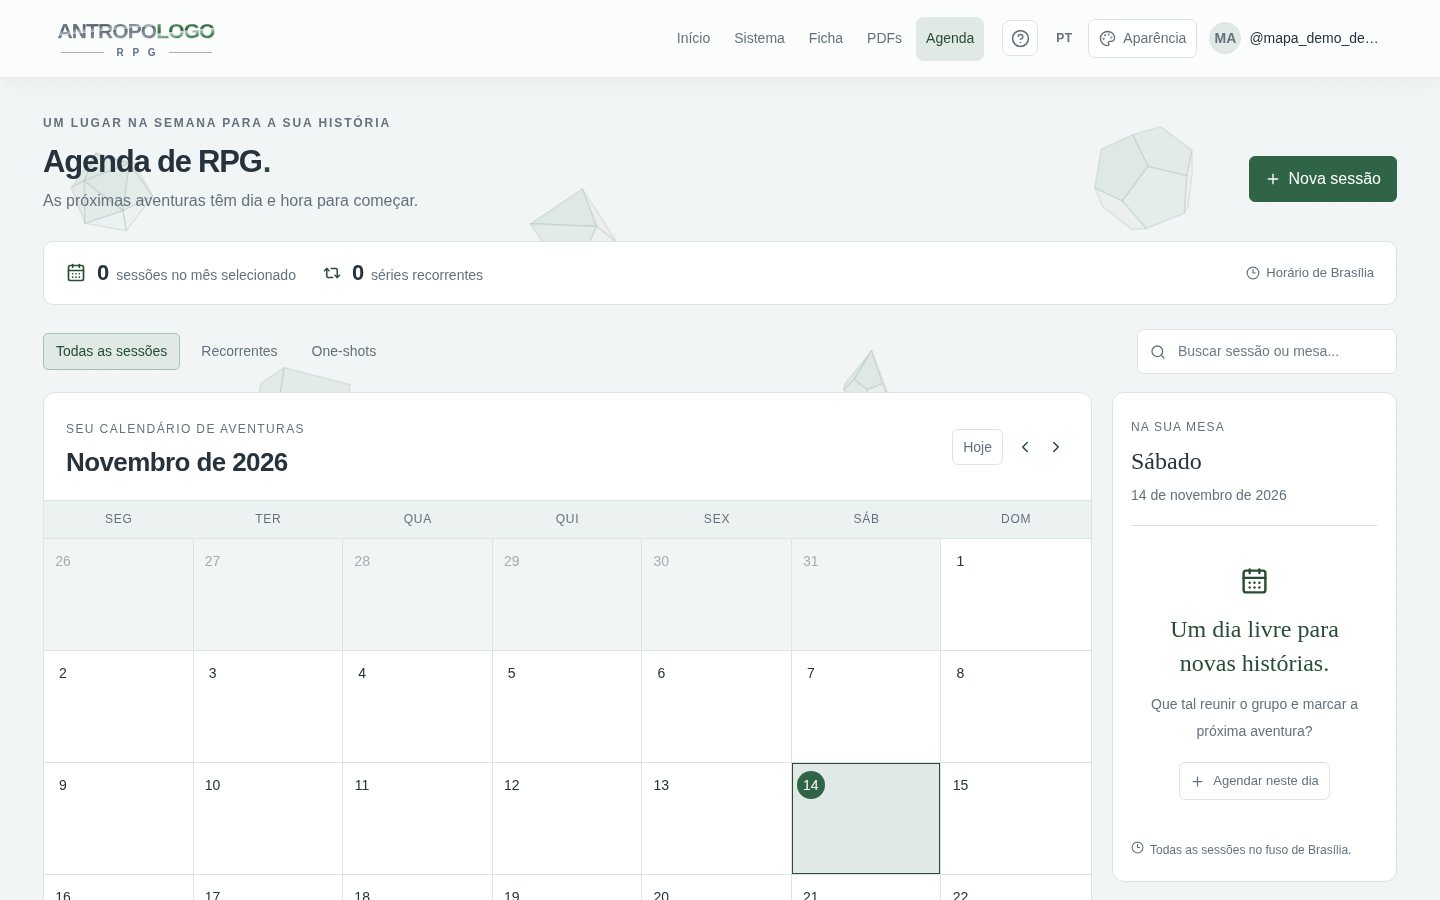 ANTROPOLOGO
RPG
Início
Sistema
Ficha
PDFs
Agenda
PT
Aparência
MA
@mapa_demo_de...
UM LUGAR NA SEMANA PARA A SUA HISTÓRIA
Agenda de RPG.
As próximas aventuras têm dia e hora para começar.
+ Nova sessão
0 sessões no mês selecionado
0 séries recorrentes
Horário de Brasília
Todas as sessões
Recorrentes
One-shots
Buscar sessão ou mesa...
SEU CALENDÁRIO DE AVENTURAS
Novembro de 2026
Hoje
SEG TER QUA QUI SEX SÁB DOM
26 27 28 29 30 31 1
2 3 4 5 6 7 8
9 10 11 12 13 14 15
16 17 18 19 20 21 22
NA SUA MESA
Sábado
14 de novembro de 2026
Um dia livre para
novas histórias.
Que tal reunir o grupo e marcar a
próxima aventura?
+ Agendar neste dia
Todas as sessões no fuso de Brasília.